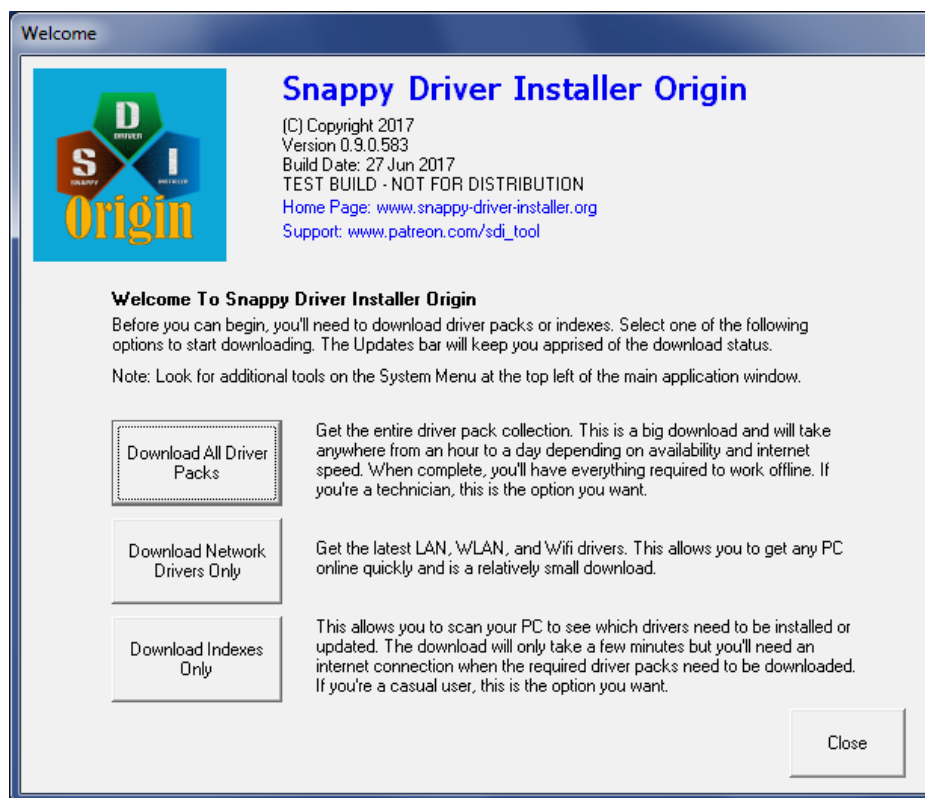 Welcome
D
DRIVER
S
SNAPPY
I
INSTALLER
Origin
Snappy Driver Installer Origin
(C) Copyright 2017
Version 0.9.0.583
Build Date: 27 Jun 2017
TEST BUILD - NOT FOR DISTRIBUTION
Home Page: www.snappy-driver-installer.org
Support: www.patreon.com/sdi_tool
Welcome To Snappy Driver Installer Origin
Before you can begin, you'll need to download driver packs or indexes. Select one of the following
options to start downloading. The Updates bar will keep you apprised of the download status.
Note: Look for additional tools on the System Menu at the top left of the main application window.
Download All Driver
Packs
Get the entire driver pack collection. This is a big download and will take
anywhere from an hour to a day depending on availability and internet
speed. When complete, you'll have everything required to work offline. If
you're a technician, this is the option you want.
Download Network
Drivers Only
Get the latest LAN, WLAN, and Wifi drivers. This allows you to get any PC
online quickly and is a relatively small download.
Download Indexes
Only
This allows you to scan your PC to see which drivers need to be installed or
updated. The download will only take a few minutes but you'll need an
internet connection when the required driver packs need to be downloaded.
If you're a casual user, this is the option you want.
Close